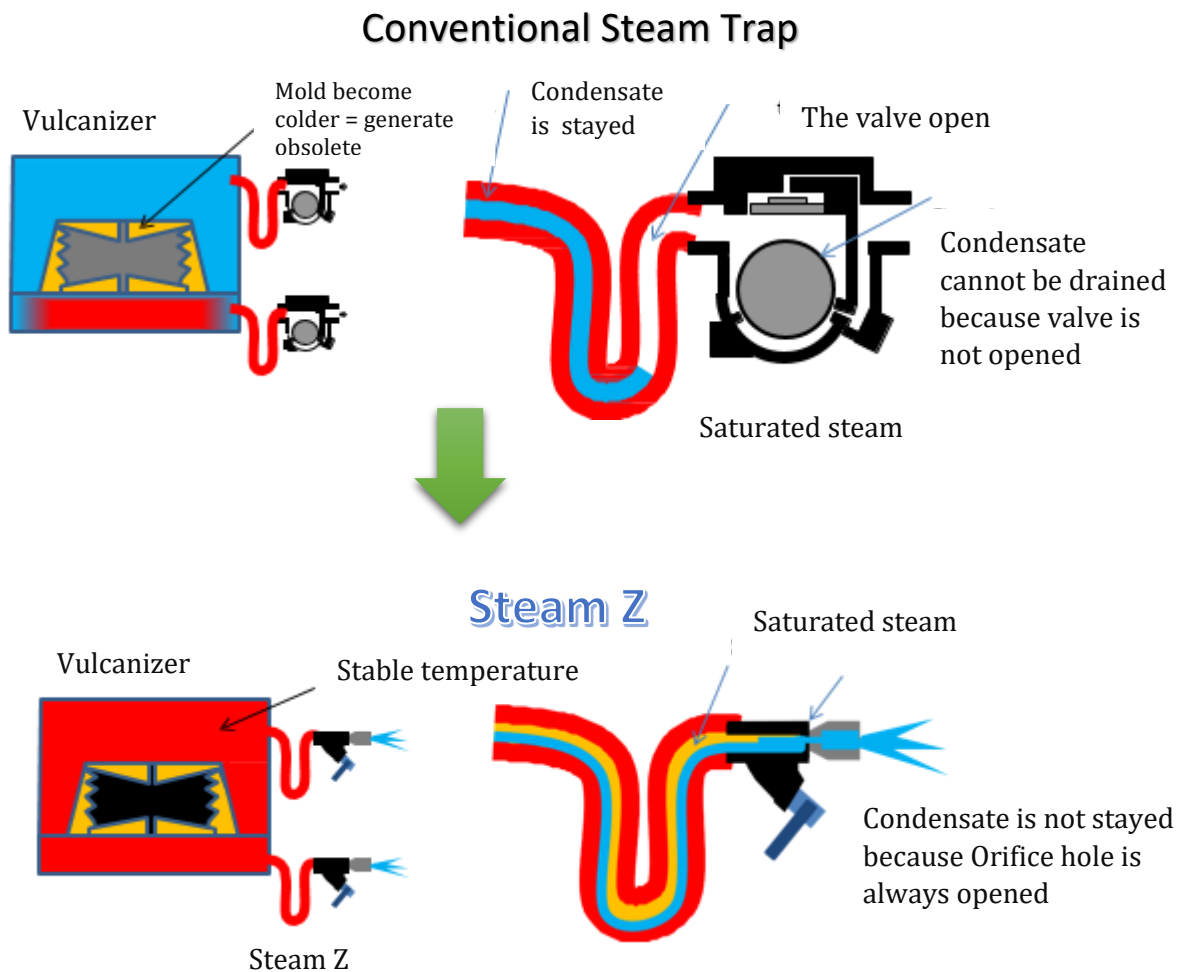 Conventional Steam Trap
Vulcanizer
Mold become
colder = generate
obsolete
Condensate
is stayed
The valve open
Condensate
cannot be drained
because valve is
not opened
Saturated steam
Steam Z
Vulcanizer
Stable temperature
Saturated steam
Condensate is not stayed
because Orifice hole is
always opened
Steam Z